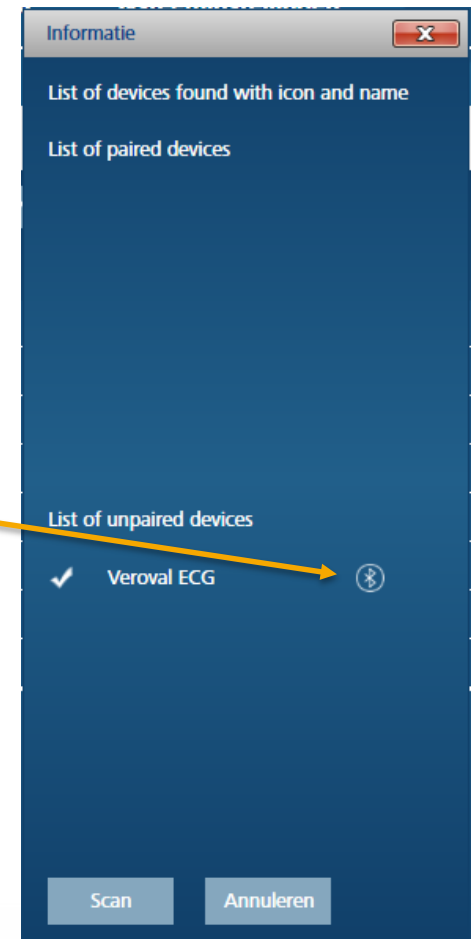 Informatie
List of devices found with icon and name
List of paired devices
List of unpaired devices
Veroval ECG
Scan
Annuleren